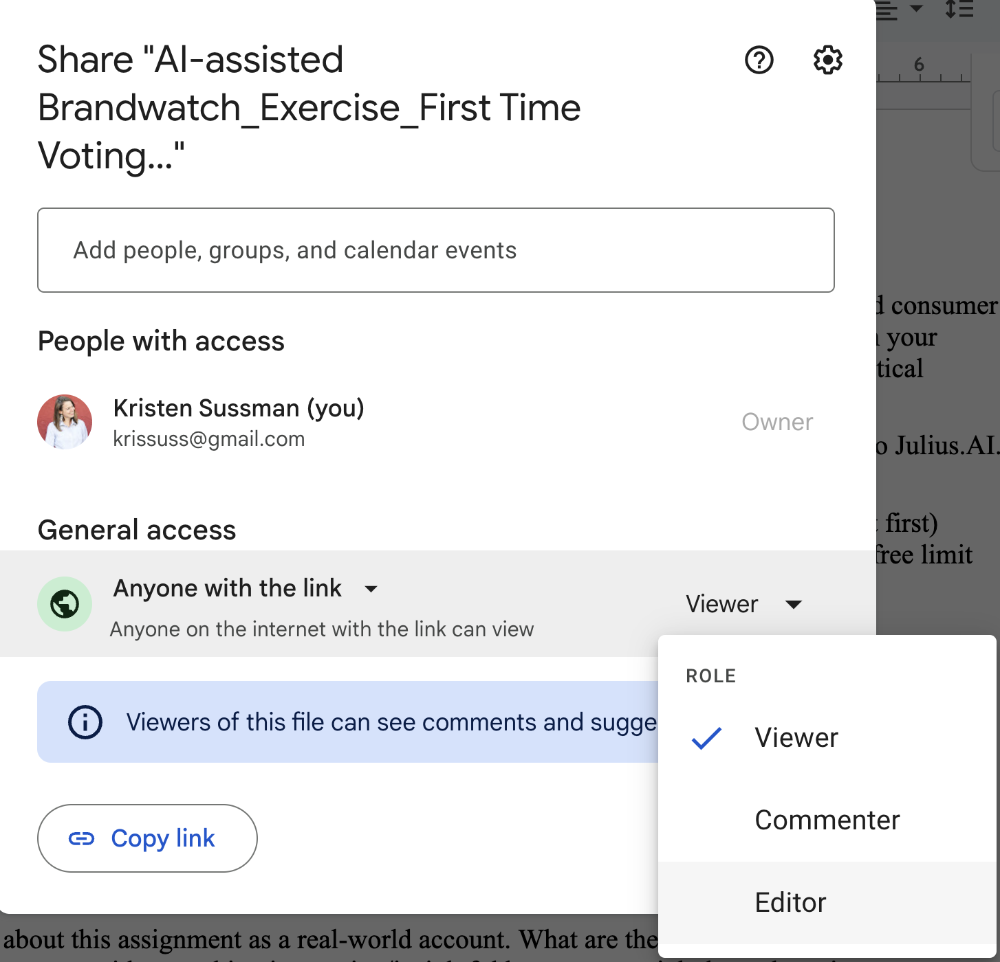 6
Share "AI-assisted
Brandwatch_Exercise_First Time
Voting..."
Add people, groups, and calendar events
People with access
d consumer
your
tical
Kristen Sussman (you)
krissuss@gmail.com
Owner
o Julius.AI.
General access
first)
free limit
Anyone with the link
Anyone on the internet with the link can view
Viewer
ROLE
Viewers of this file can see comments and sugge
Viewer
Commenter
Copy link
Editor
about this assignment as a real-world account. What are the